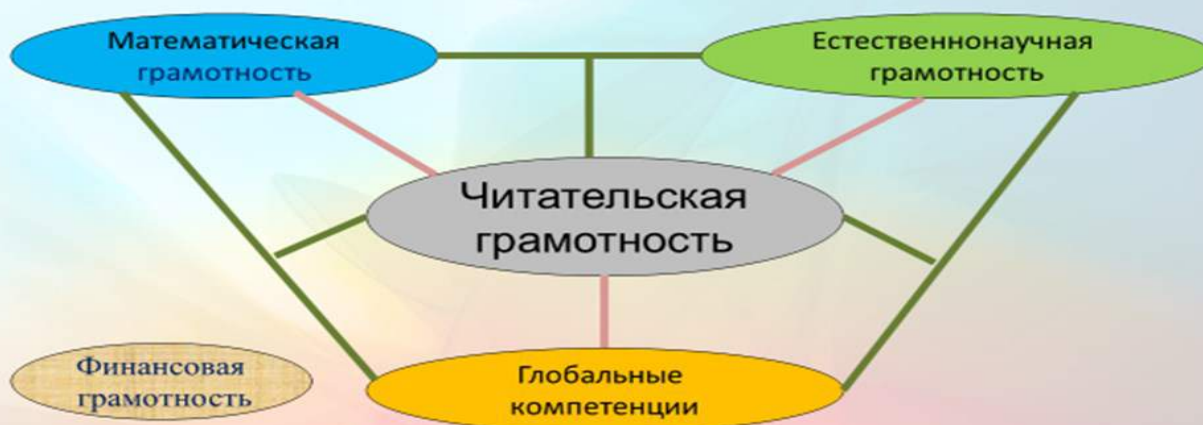 Математическая
грамотность
Естественнонаучная
грамотность
Читательская
грамотность
Финансовая
грамотность
Глобальные
компетенции